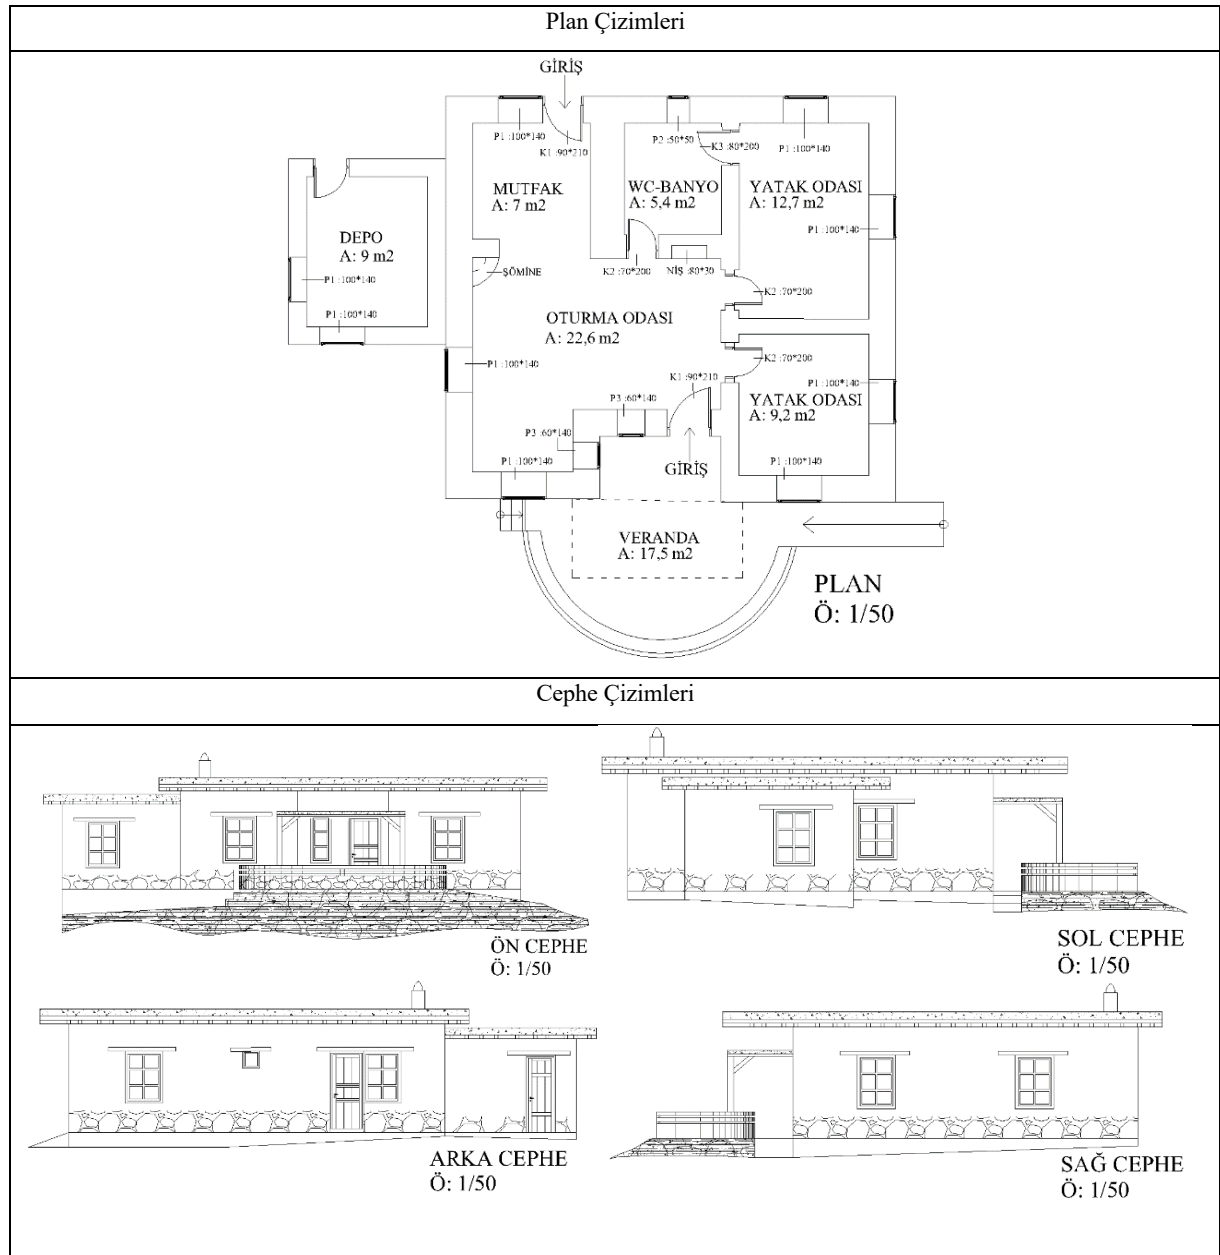 Plan Çizimleri
GİRİŞ
P1 :100*140
K1 :90*210
P2 :50*50
K3 :80*200
P1 :100*140
MUTFAK
A: 7 m2
WC-BANYO
A: 5,4 m2
YATAK ODASI
A: 12,7 m2
P1 :100*140
DEPO
A: 9 m2
P1 :100*140
ŞÖMİNE
K2 :70*200
NİŞ :80*30
K2 :70*200
P1 :100*140
OTURMA ODASI
A: 22,6 m2
P1 :100*140
K2 :70*200
K1 :90*210
P1 :100*140
P3 :60*140
YATAK ODASI
A: 9,2 m2
P3 :60*140
P1 :100*140
GİRİŞ
P1 :100*140
VERANDA
A: 17,5 m2
PLAN
Ö: 1/50
Cephe Çizimleri
ÖN CEPHE
Ö: 1/50
SOL CEPHE
Ö: 1/50
ARKA CEPHE
Ö: 1/50
SAĞ CEPHE
Ö: 1/50